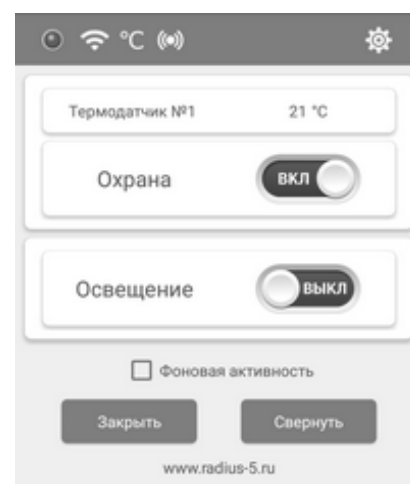 °C
Термодатчик №1 21 °C
Охрана ВКЛ
Освещение ВЫКЛ
Фоновая активность
Закрыть Свернуть
www.radius-5.ru